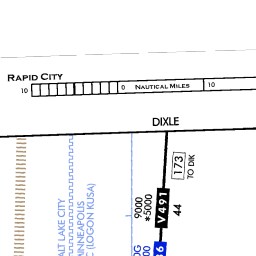 RAPID CITY
10 0 NAUTICAL MILES 10
DIXLE
173
TO DIK
V491
44
9000
*5000
ALT LAKE CITY
INNEAPOLIS
C (LOGON KUSA)